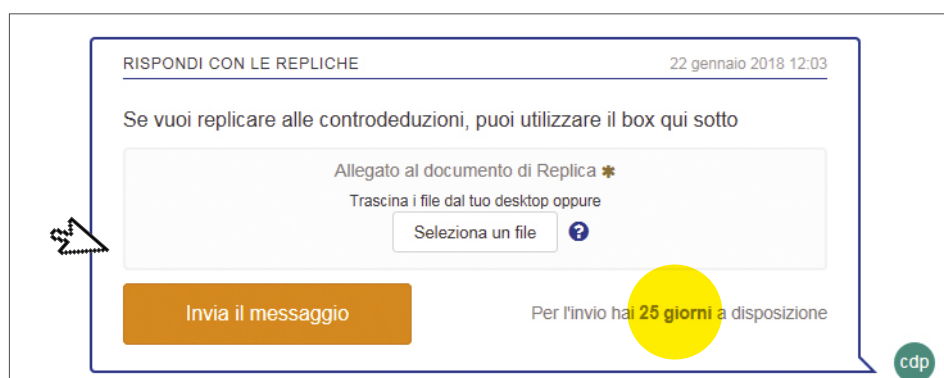 RISPONDI CON LE REPLICHE 22 gennaio 2018 12:03
Se vuoi replicare alle controdeduzioni, puoi utilizzare il box qui sotto
Allegato al documento di Replica ✱
Trascina i file dal tuo desktop oppure
Seleziona un file ?
Invia il messaggio Per l'invio hai 25 giorni a disposizione
cdp